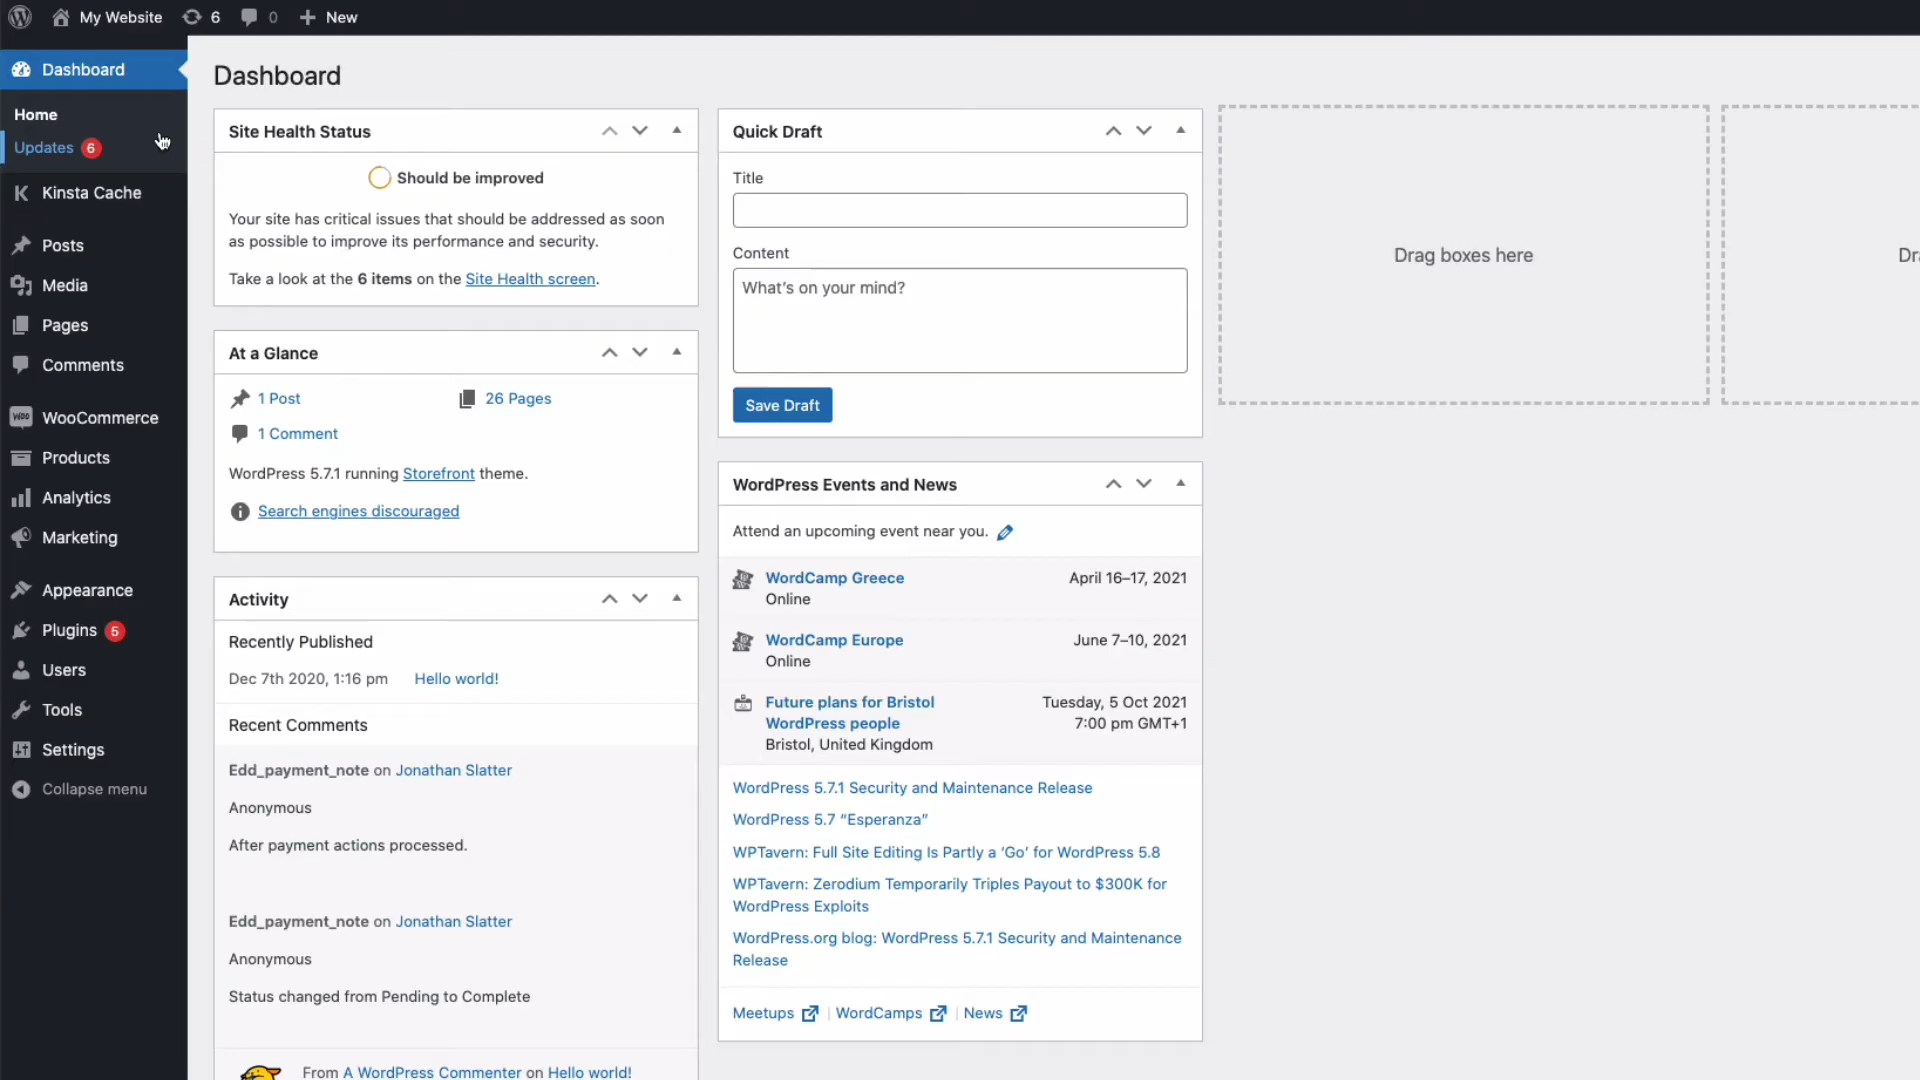 My Website 6 0 + New
Dashboard
Home
Updates 6
Kinsta Cache
Posts
Media
Pages
Comments
WooCommerce
Products
Analytics
Marketing
Appearance
Plugins 5
Users
Tools
Settings
Collapse menu
Dashboard
Site Health Status
Should be improved
Your site has critical issues that should be addressed as soon
as possible to improve its performance and security.
Take a look at the 6 items on the Site Health screen.
At a Glance
1 Post 26 Pages
1 Comment
WordPress 5.7.1 running Storefront theme.
Search engines discouraged
Activity
Recently Published
Dec 7th 2020, 1:16 pm Hello world!
Recent Comments
Edd_payment_note on Jonathan Slatter
Anonymous
After payment actions processed.
Edd_payment_note on Jonathan Slatter
Anonymous
Status changed from Pending to Complete
From A WordPress Commenter on Hello world!
Quick Draft
Title
Content
What's on your mind?
Save Draft
WordPress Events and News
Attend an upcoming event near you.
WordCamp Greece April 16–17, 2021
Online
WordCamp Europe June 7–10, 2021
Online
Future plans for Bristol Tuesday, 5 Oct 2021
WordPress people 7:00 pm GMT+1
Bristol, United Kingdom
WordPress 5.7.1 Security and Maintenance Release
WordPress 5.7 “Esperanza”
WPTavern: Full Site Editing Is Partly a ‘Go’ for WordPress 5.8
WPTavern: Zerodium Temporarily Triples Payout to $300K for
WordPress Exploits
WordPress.org blog: WordPress 5.7.1 Security and Maintenance
Release
Meetups | WordCamps | News
Drag boxes here